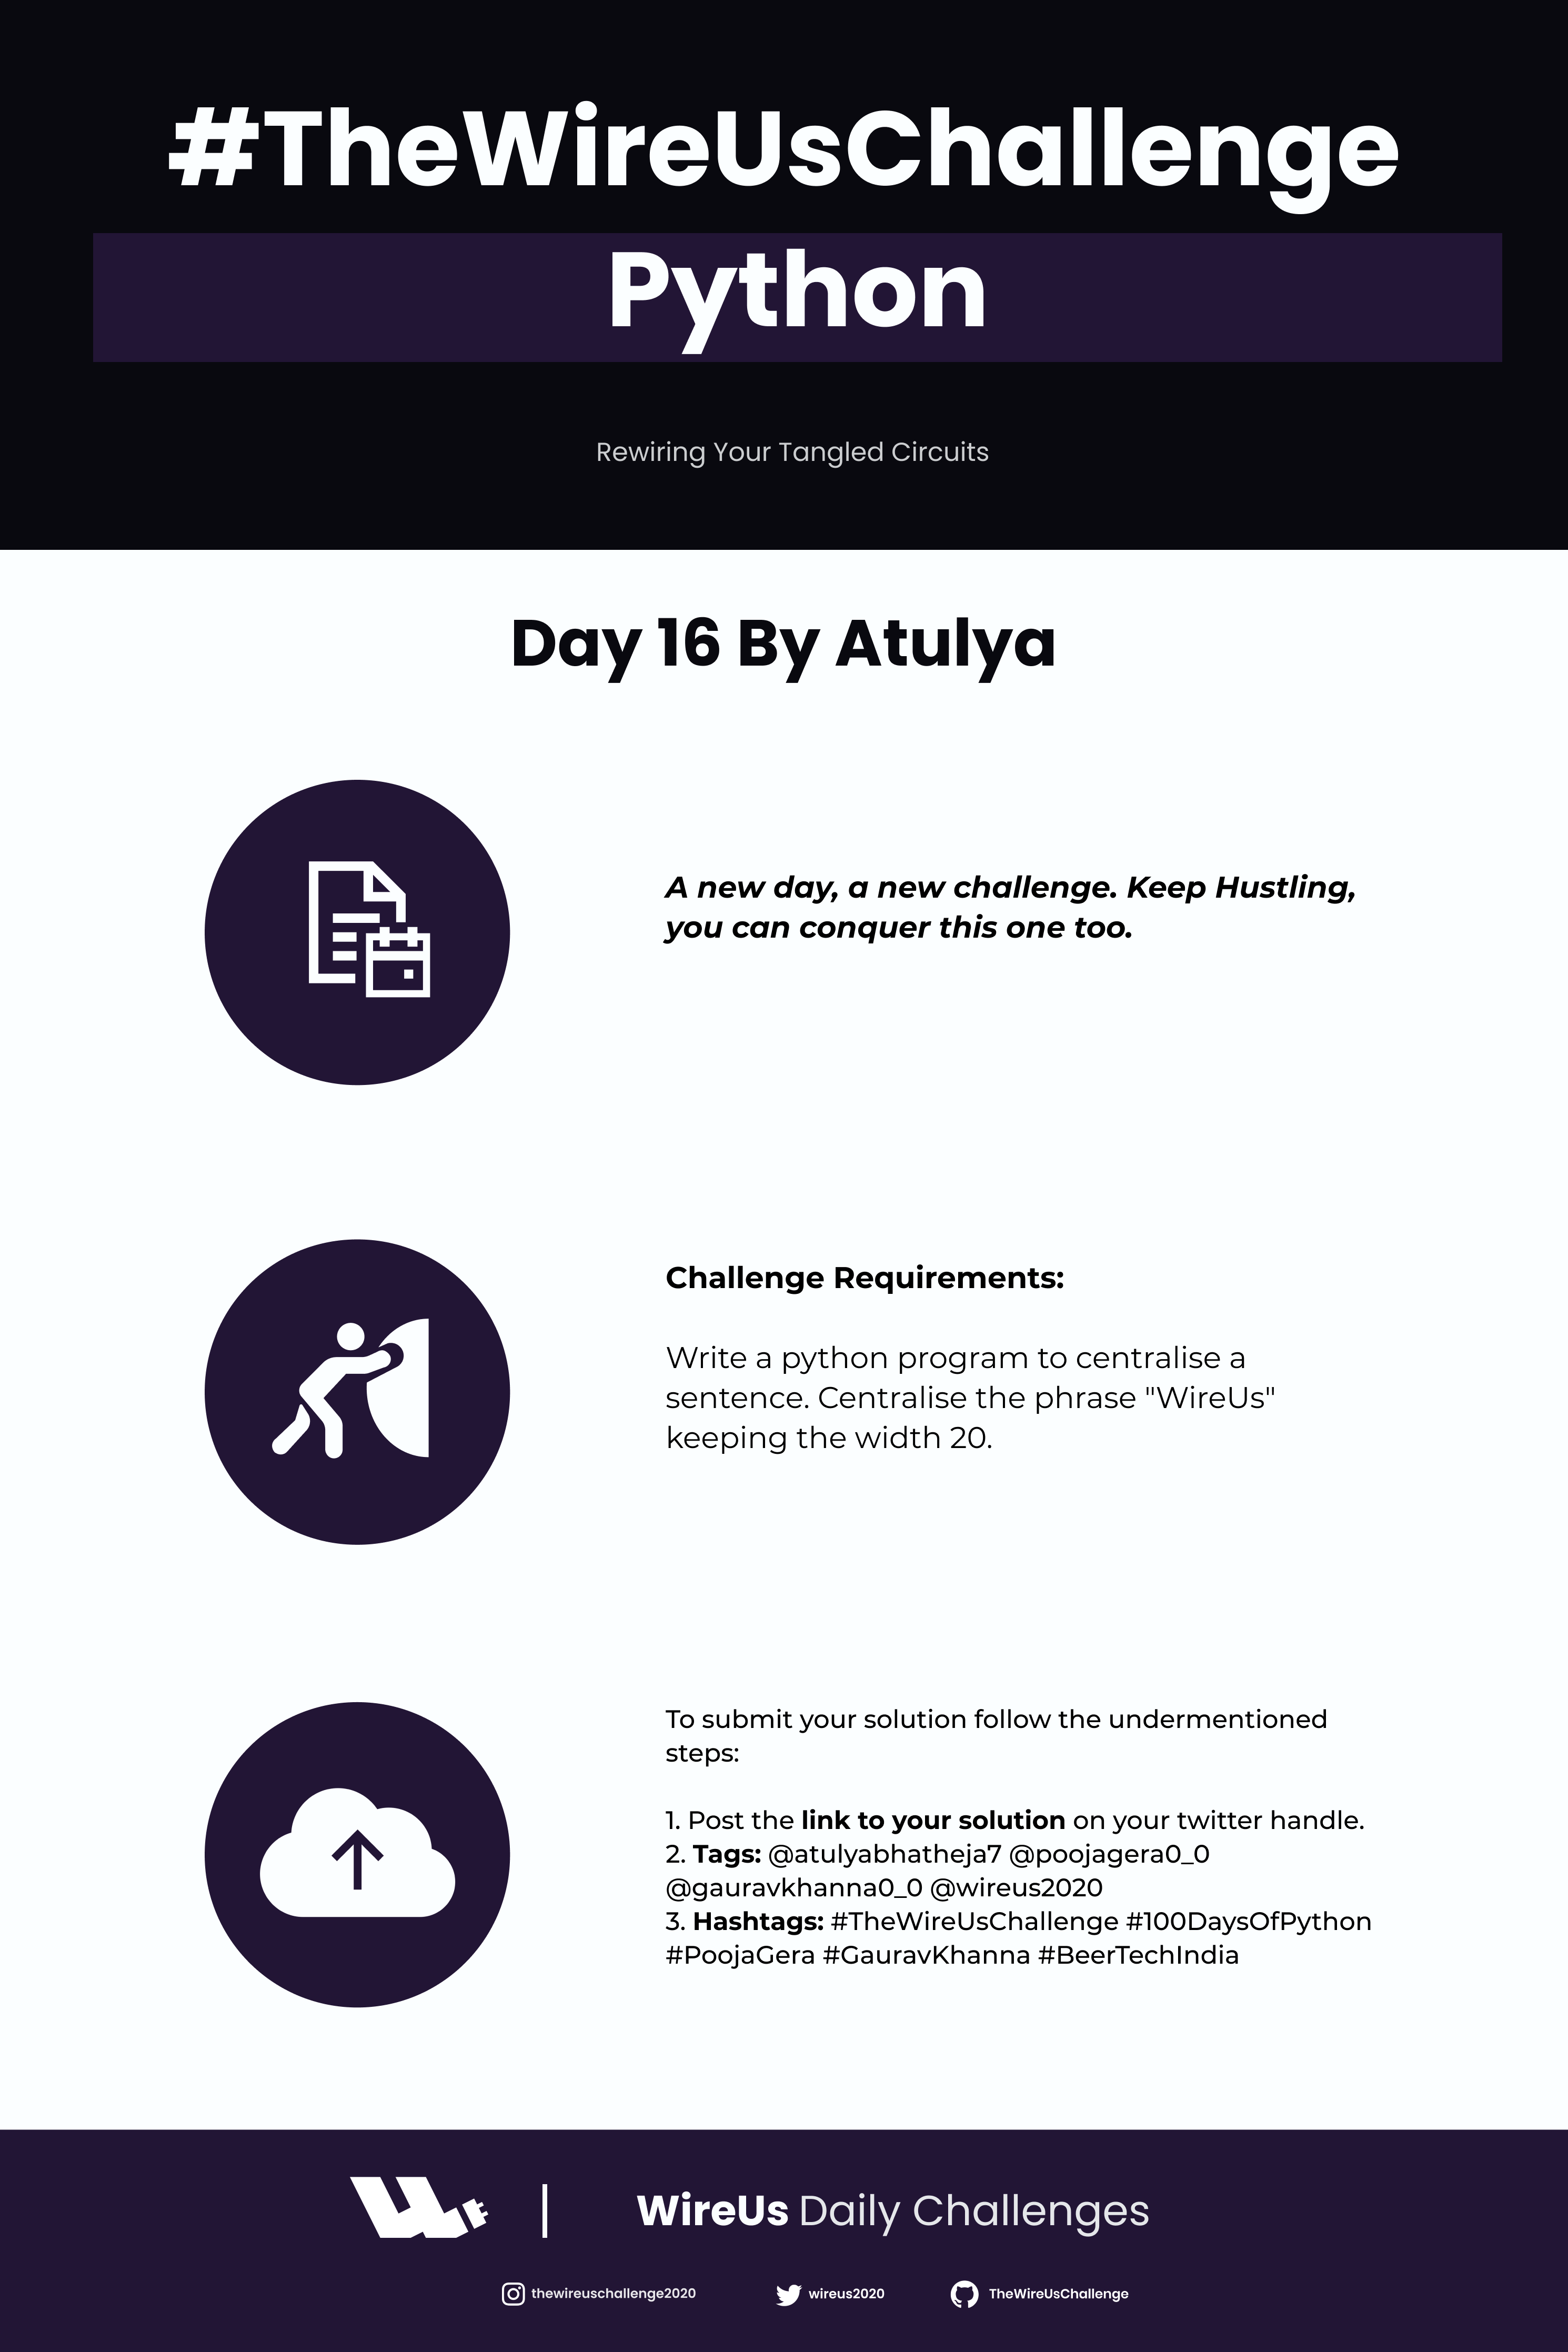 #TheWireUsChallenge
Python
Rewiring Your Tangled Circuits
Day 16 By Atulya
A new day, a new challenge. Keep Hustling,
you can conquer this one too.
Challenge Requirements:
Write a python program to centralise a
sentence. Centralise the phrase "WireUs"
keeping the width 20.
To submit your solution follow the undermentioned
steps:
1. Post the link to your solution on your twitter handle.
2. Tags: @atulyabhatheja7 @poojagera0_0
@gauravkhanna0_0 @wireus2020
3. Hashtags: #TheWireUsChallenge #100DaysOfPython
#PoojaGera #GauravKhanna #BeerTechIndia
WireUs Daily Challenges
thewireuschallenge2020 wireus2020 TheWireUsChallenge